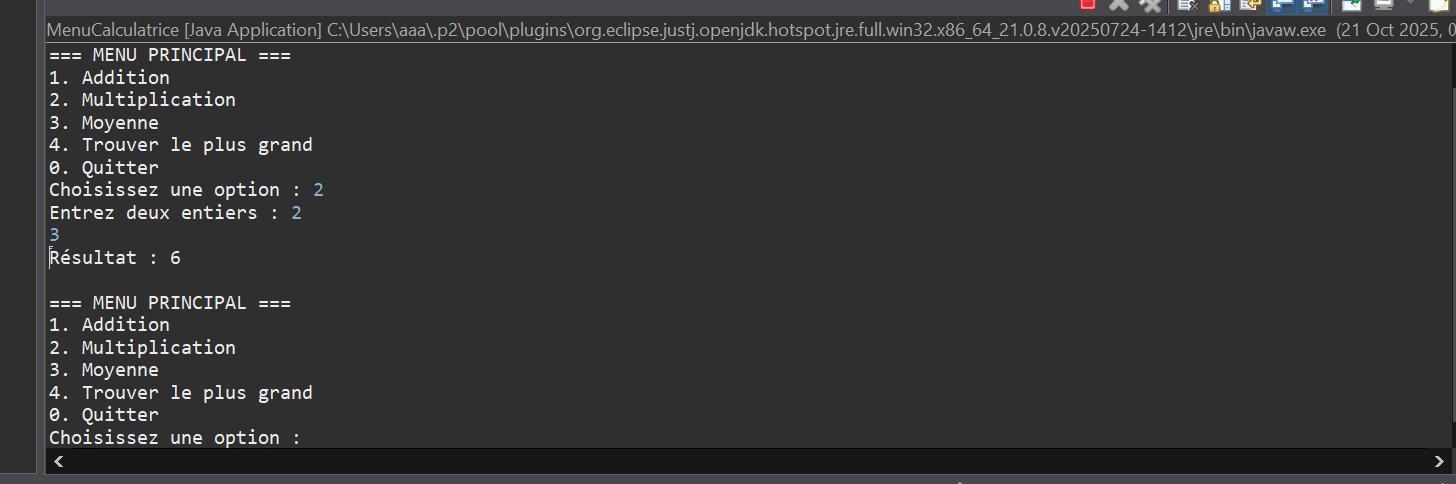 MenuCalculatrice [Java Application] C:\Users\aaa\.p2\pool\plugins\org.eclipse.justj.openjdk.hotspot.jre.full.win32.x86_64_21.0.8.v20250724-1412\jre\bin\javaw.exe (21 Oct 2025, 0
=== MENU PRINCIPAL ===
1. Addition
2. Multiplication
3. Moyenne
4. Trouver le plus grand
0. Quitter
Choisissez une option : 2
Entrez deux entiers : 2
3
Résultat : 6
=== MENU PRINCIPAL ===
1. Addition
2. Multiplication
3. Moyenne
4. Trouver le plus grand
0. Quitter
Choisissez une option :